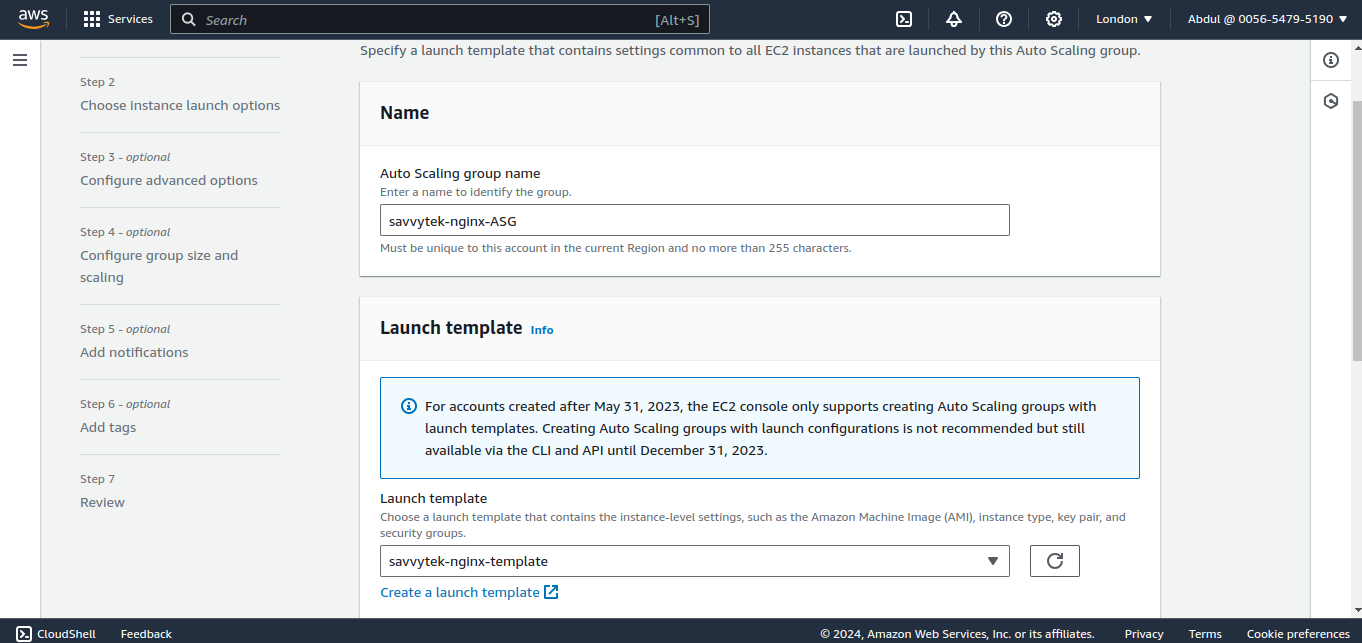 aws
Services
Search
[Alt+S]
London
Abdul @ 0056-5479-5190
Specify a launch template that contains settings common to all EC2 instances that are launched by this Auto Scaling group.
Step 2
Choose instance launch options
Step 3 - optional
Configure advanced options
Step 4 - optional
Configure group size and
scaling
Step 5 - optional
Add notifications
Step 6 - optional
Add tags
Step 7
Review
Name
Auto Scaling group name
Enter a name to identify the group.
savvytek-nginx-ASG
Must be unique to this account in the current Region and no more than 255 characters.
Launch template Info
For accounts created after May 31, 2023, the EC2 console only supports creating Auto Scaling groups with
launch templates. Creating Auto Scaling groups with launch configurations is not recommended but still
available via the CLI and API until December 31, 2023.
Launch template
Choose a launch template that contains the instance-level settings, such as the Amazon Machine Image (AMI), instance type, key pair, and
security groups.
savvytek-nginx-template
Create a launch template
CloudShell
Feedback
© 2024, Amazon Web Services, Inc. or its affiliates.
Privacy
Terms
Cookie preferences